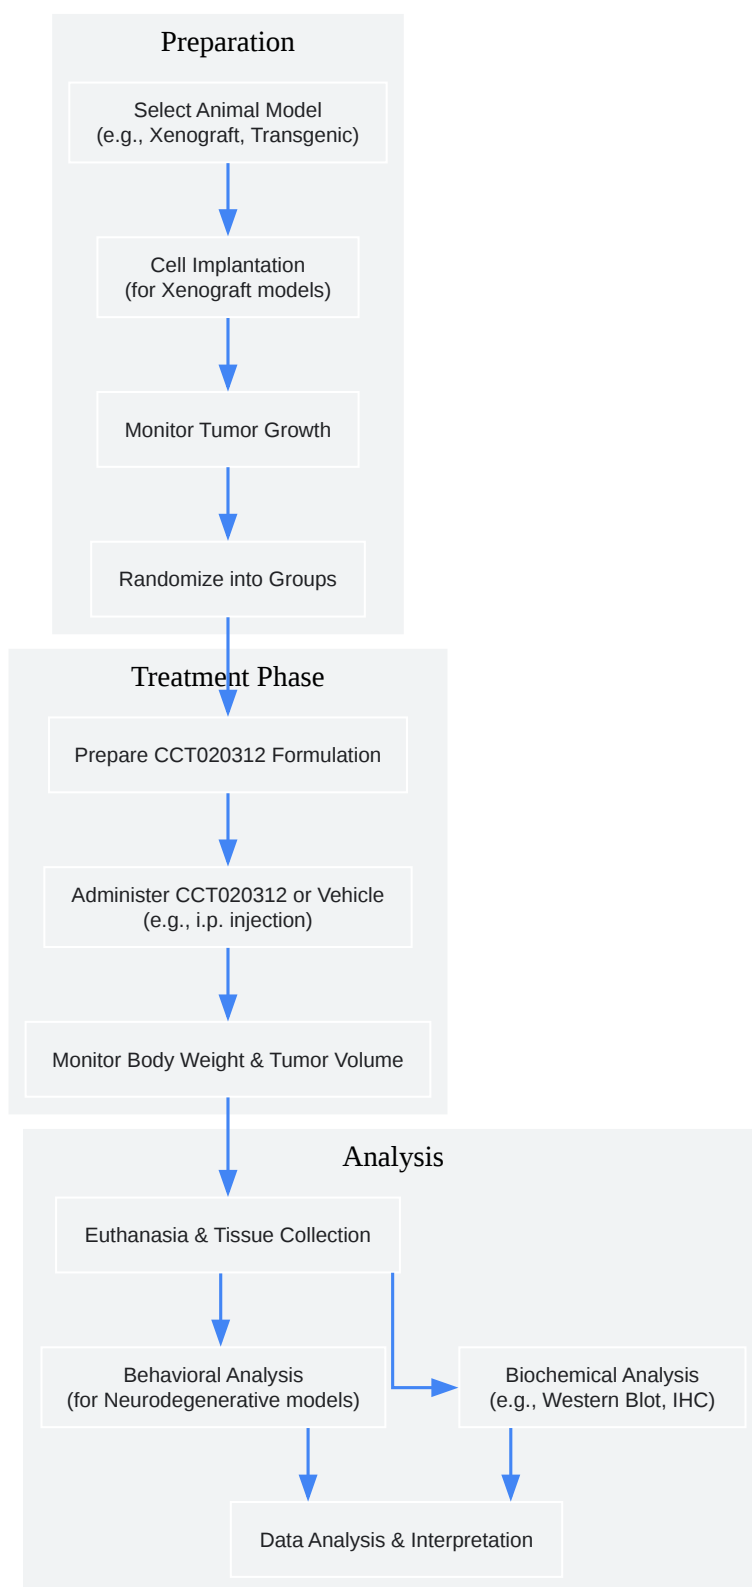 Preparation
Select Animal Model
(e.g., Xenograft, Transgenic)
Cell Implantation
(for Xenograft models)
Monitor Tumor Growth
Randomize into Groups
Treatment Phase
Prepare CCT020312 Formulation
Administer CCT020312 or Vehicle
(e.g., i.p. injection)
Monitor Body Weight & Tumor Volume
Analysis
Euthanasia & Tissue Collection
Behavioral Analysis
(for Neurodegenerative models)
Biochemical Analysis
(e.g., Western Blot, IHC)
Data Analysis & Interpretation